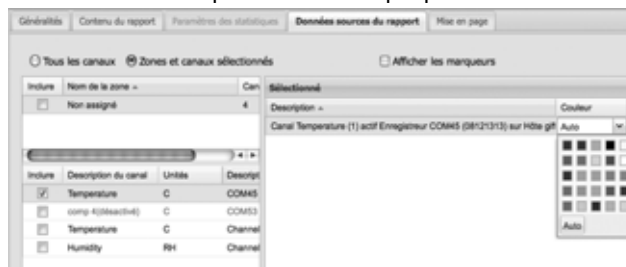 Généralités Contenu du rapport Paramètres des statistiques Données sources du rapport Mise en page
Tous les canaux Zones et canaux sélectionnés Afficher les marqueurs
Inclure Nom de la zone Can
Non assigné 4
Inclure Description du canal Unités Descript
Temperature C COM45
comp 4(désactivé) C COM53
Temperature C Channel
Humidity RH Channel
Sélectionné
Description Couleur
Canal Temperature (1) actif Enregistreur COM45 (08121313) sur Hôte gift Auto
Auto